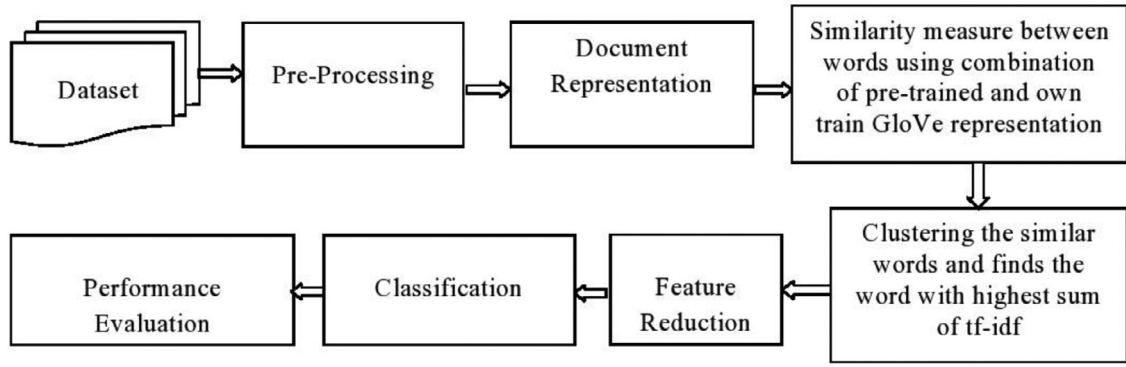 Dataset
Pre-Processing
Document
Representation
Similarity measure between
words using combination
of pre-trained and own
train GloVe representation
Clustering the similar
words and finds the
word with highest sum
of tf-idf
Feature
Reduction
Classification
Performance
Evaluation